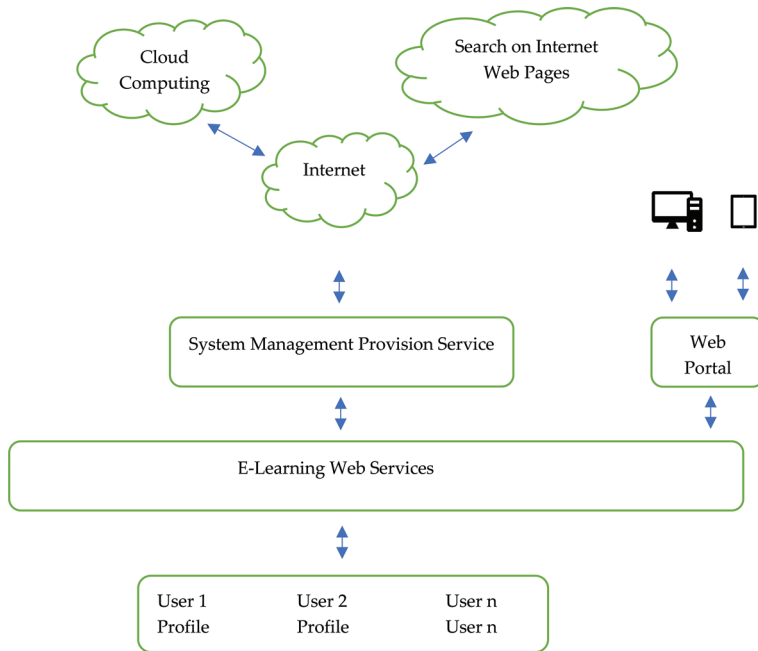 Cloud
Computing
Search on Internet
Web Pages
Internet
System Management Provision Service
Web
Portal
E-Learning Web Services
User 1
Profile
User 2
Profile
User n
User n